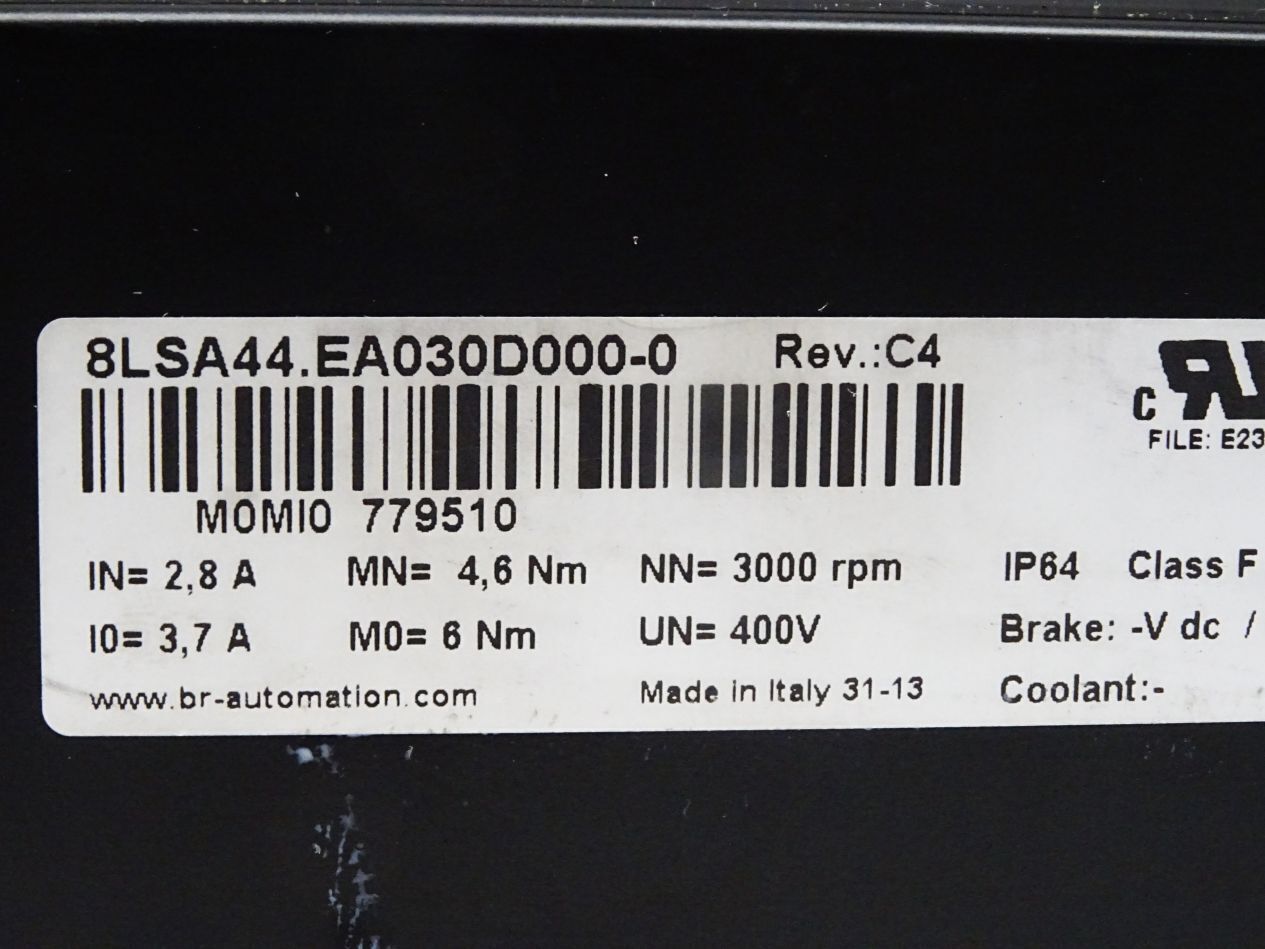 8LSA44.EA030D000-0 Rev.:C4
c RU
FILE: E23
M0MI0 779510
IN= 2,8 A MN= 4,6 Nm NN= 3000 rpm IP64 Class F
I0= 3,7 A M0= 6 Nm UN= 400V Brake: -V dc /
www.br-automation.com Made in Italy 31-13 Coolant:-